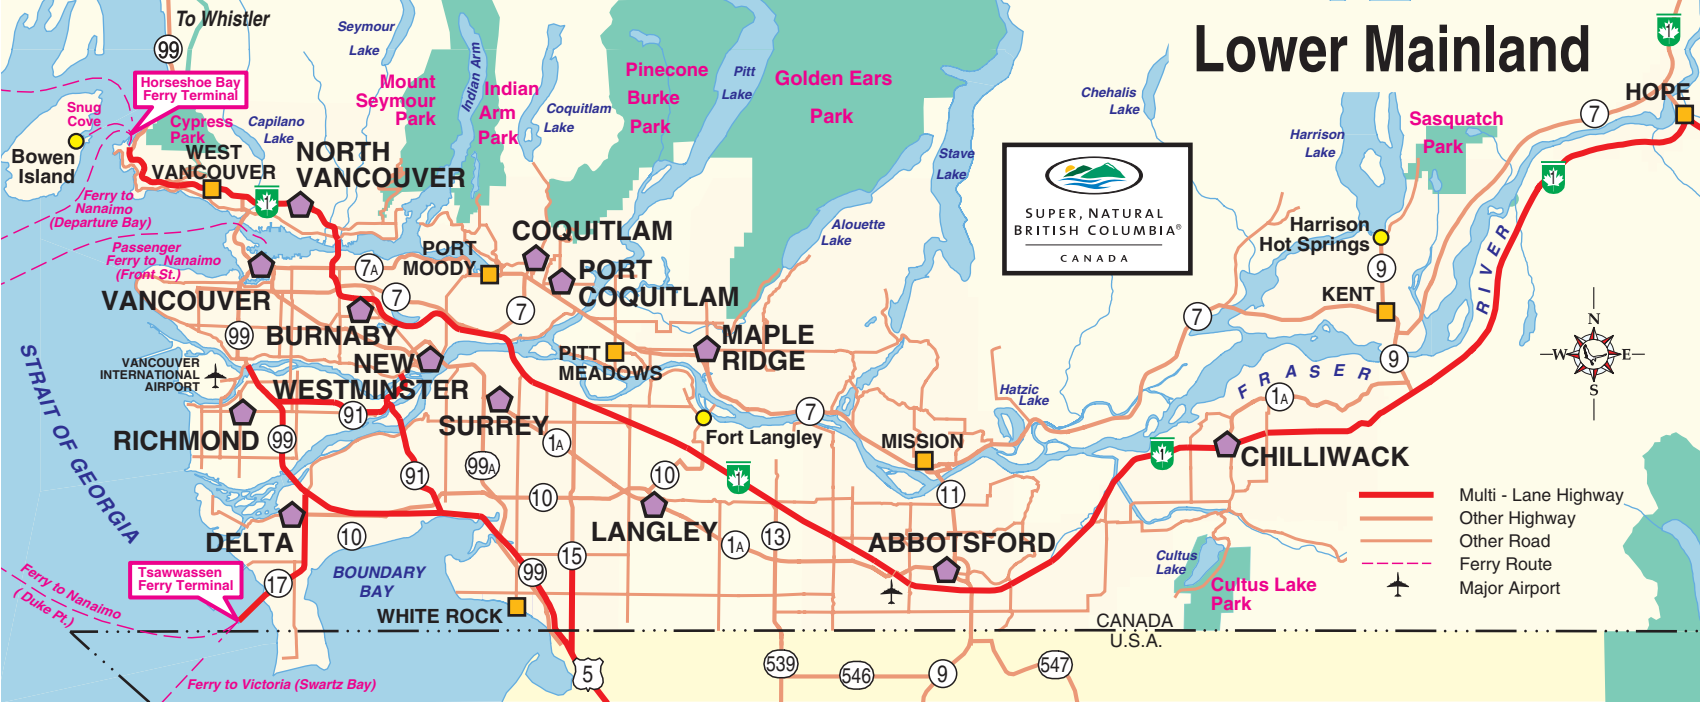 Lower Mainland
To Whistler
99
Seymour
Lake
Indian Arm
Mount
Seymour
Park
Indian
Arm
Park
Coquitlam
Lake
Pinecone
Burke
Park
Pitt
Lake
Golden Ears
Park
Stave
Lake
Alouette
Lake
Chehalis
Lake
Harrison
Lake
Sasquatch
Park
7
HOPE
1
1
Horseshoe Bay
Ferry Terminal
Snug
Cove
Bowen
Island
Cypress
Park
Capilano
Lake
WEST
VANCOUVER
1
NORTH
VANCOUVER
Ferry to
Nanaimo
(Departure Bay)
Passenger
Ferry to Nanaimo
(Front St.)
SUPER, NATURAL
BRITISH COLUMBIA®
CANADA
PORT
MOODY
COQUITLAM
PORT
COQUITLAM
7A
7
7
VANCOUVER
BURNABY
99
NEW
WESTMINSTER
VANCOUVER
INTERNATIONAL
AIRPORT
PITT
MEADOWS
MAPLE
RIDGE
Harrison
Hot Springs
9
KENT
7
9
RIVER
FRASER
1A
N
W
E
S
STRAIT OF GEORGIA
RICHMOND
91
99
SURREY
1A
99A
91
10
10
Fort Langley
7
Hatzic
Lake
MISSION
11
1
1
CHILLIWACK
LANGLEY
1A
13
ABBOTSFORD
DELTA
10
15
99
17
Tsawwassen
Ferry Terminal
Ferry to Nanaimo
(Duke Pt.)
BOUNDARY
BAY
WHITE ROCK
Cultus
Lake
Cultus Lake
Park
CANADA
U.S.A.
Ferry to Victoria (Swartz Bay)
5
539
546
9
547
Multi - Lane Highway
Other Highway
Other Road
Ferry Route
Major Airport